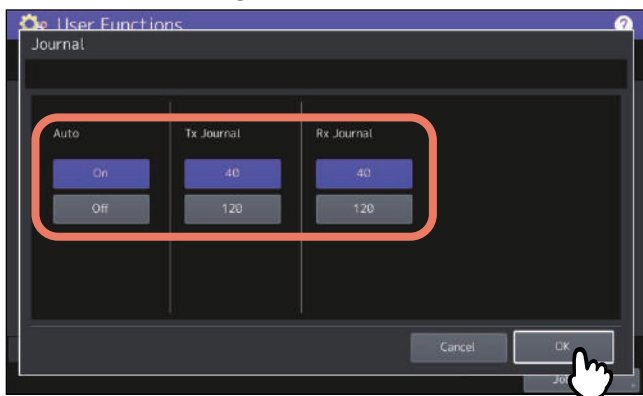 User Functions ?
Journal
Auto Tx Journal Rx Journal
On 40 40
Off 120 120
Cancel OK